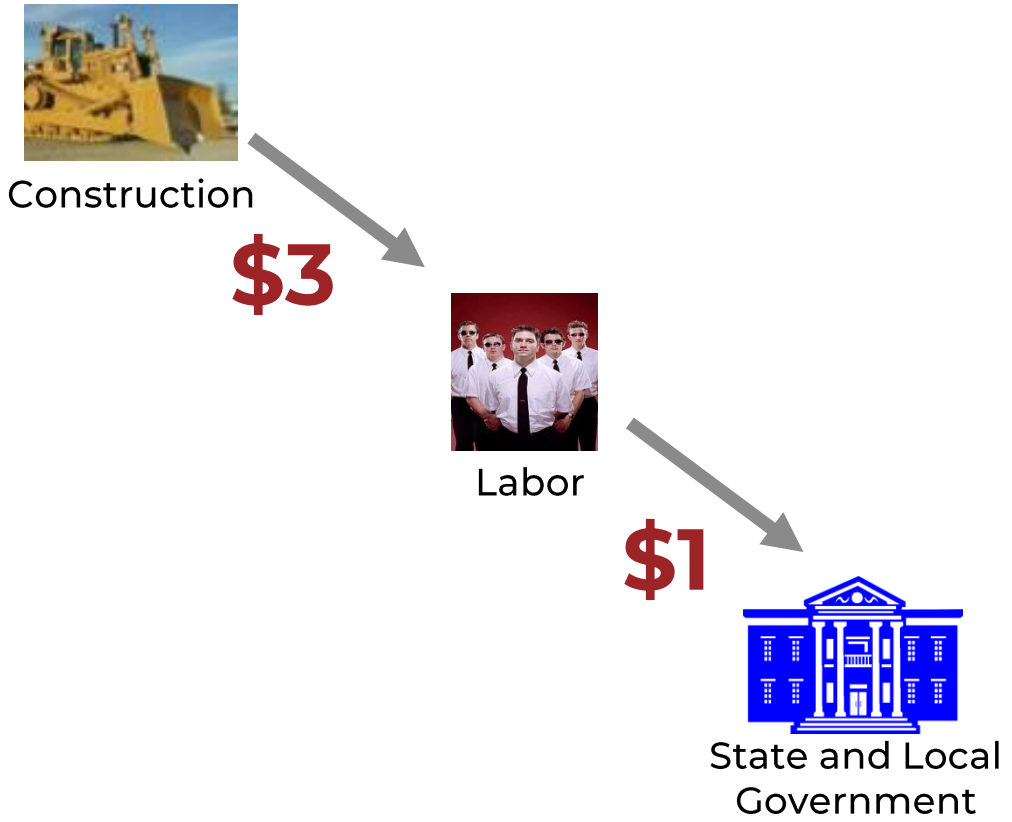 Construction
$3
Labor
$1
State and Local
Government